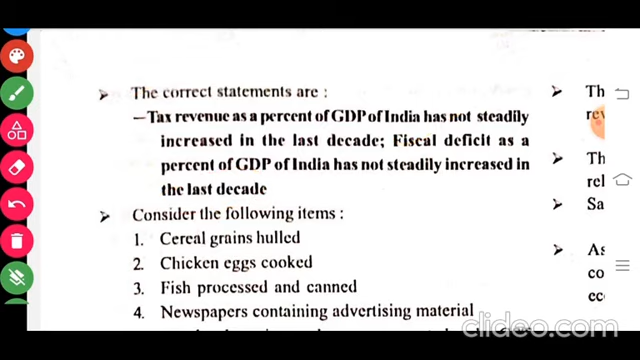 ➢ The correct statements are :
—Tax revenue as a percent of GDP of India has not steadily
increased in the last decade; Fiscal deficit as a
percent of GDP of India has not steadily increased in
the last decade
➢ Consider the following items :
1. Cereal grains hulled
2. Chicken eggs cooked
3. Fish processed and canned
4. Newspapers containing advertising material
➢ Th
rev
➢ Th
rel
➢ Sa
➢ As
co
ec
clideo.com